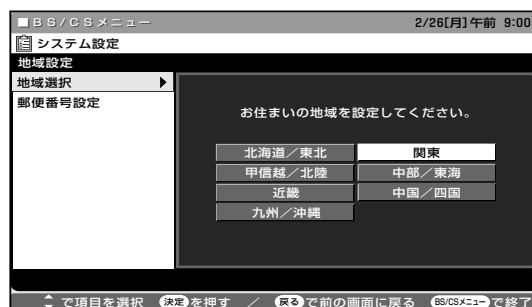 ■BS/CSメニュー 2/26[月]午前 9:00
システム設定
地域設定
地域選択 ▶
郵便番号設定
お住まいの地域を設定してください。
北海道／東北 関東
甲信越／北陸 中部／東海
近畿 中国／四国
九州／沖縄
で項目を選択 決定を押す ／ 戻るで前の画面に戻る BS/CSメニューで終了